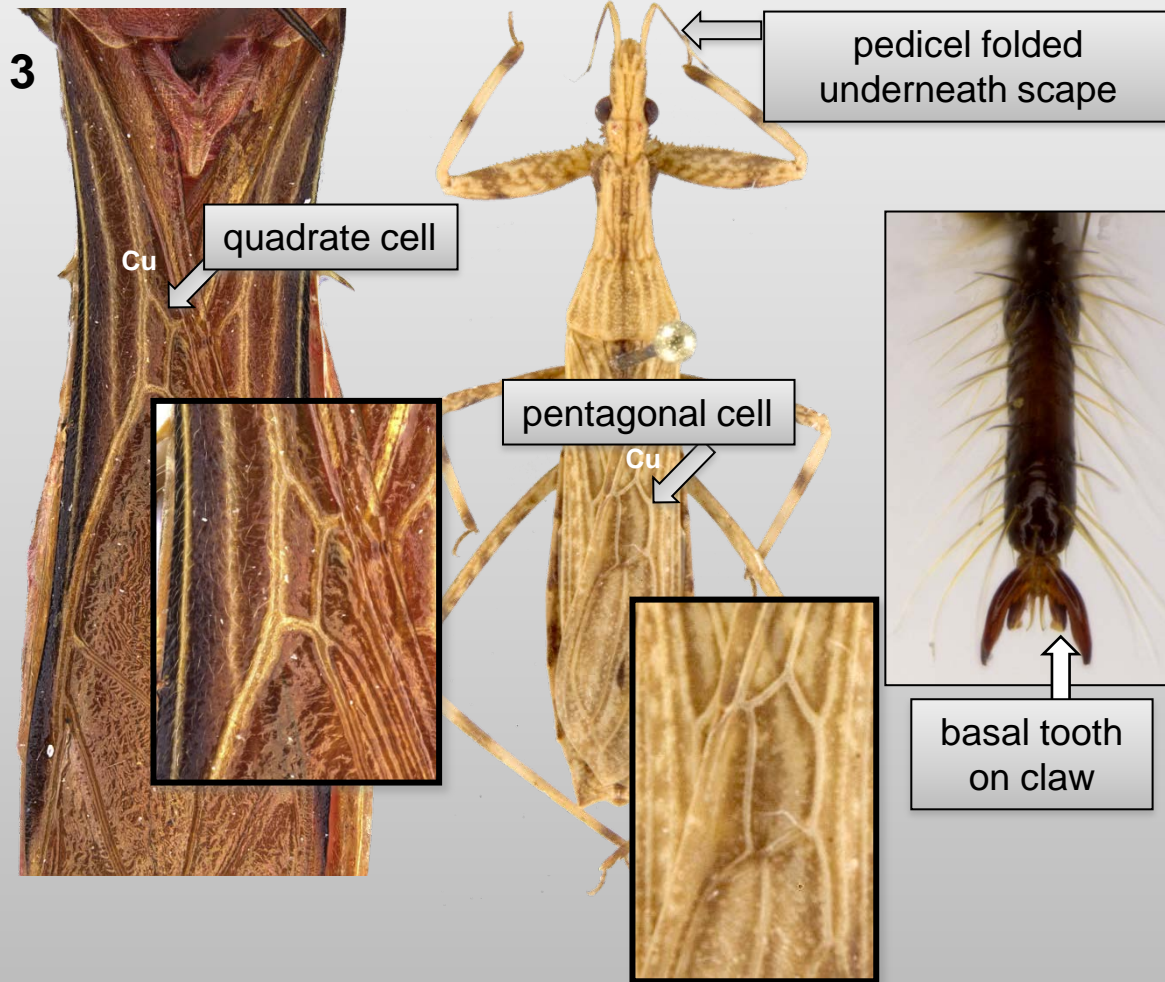 3
pedicel folded
underneath scape
quadrate cell
Cu
pentagonal cell
Cu
basal tooth
on claw